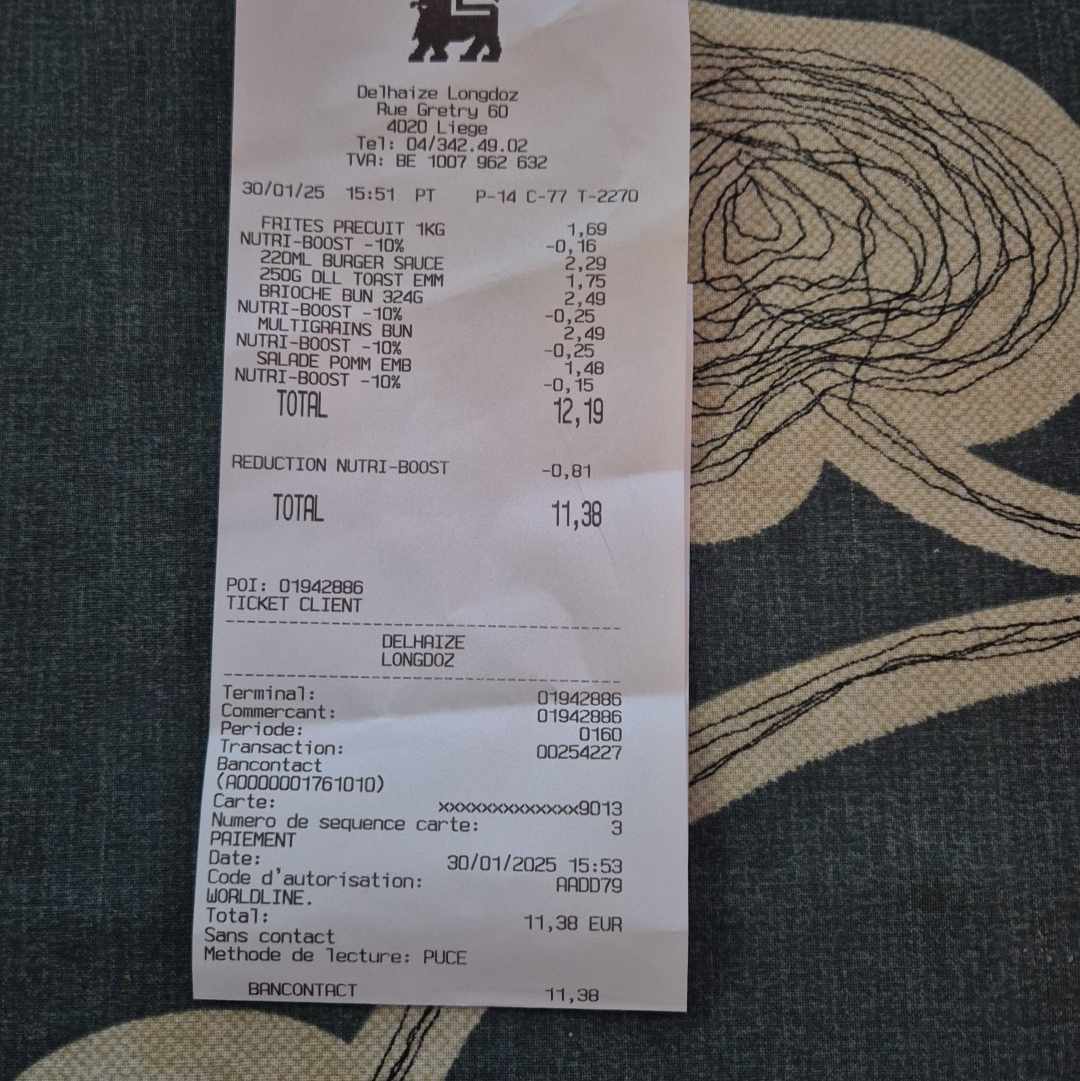 Delhaize Longdoz
Rue Gretry 60
4020 Liege
Tel: 04/342.49.02
TVA: BE 1007 962 632
30/01/25 15:51 PT P-14 C-77 T-2270
FRITES PRECUIT 1KG 1,69
NUTRI-BOOST -10% -0,16
220ML BURGER SAUCE 2,29
250G DLL TOAST EMM 1,75
BRIOCHE BUN 324G 2,49
NUTRI-BOOST -10% -0,25
MULTIGRAINS BUN 2,49
NUTRI-BOOST -10% -0,25
SALADE POMM EMB 1,48
NUTRI-BOOST -10% -0,15
TOTAL 12,19
REDUCTION NUTRI-BOOST -0,81
TOTAL 11,38
POI: 01942886
TICKET CLIENT
DELHAIZE
LONGDOZ
Terminal: 01942886
Commercant: 01942886
Periode: 0160
Transaction: 00254227
Bancontact
(A0000001761010)
Carte: xxxxxxxxxxxxx9013
Numero de sequence carte: 3
PAIEMENT
Date: 30/01/2025 15:53
Code d'autorisation: AADD79
WORLDLINE.
Total: 11,38 EUR
Sans contact
Methode de lecture: PUCE
BANCONTACT 11,38